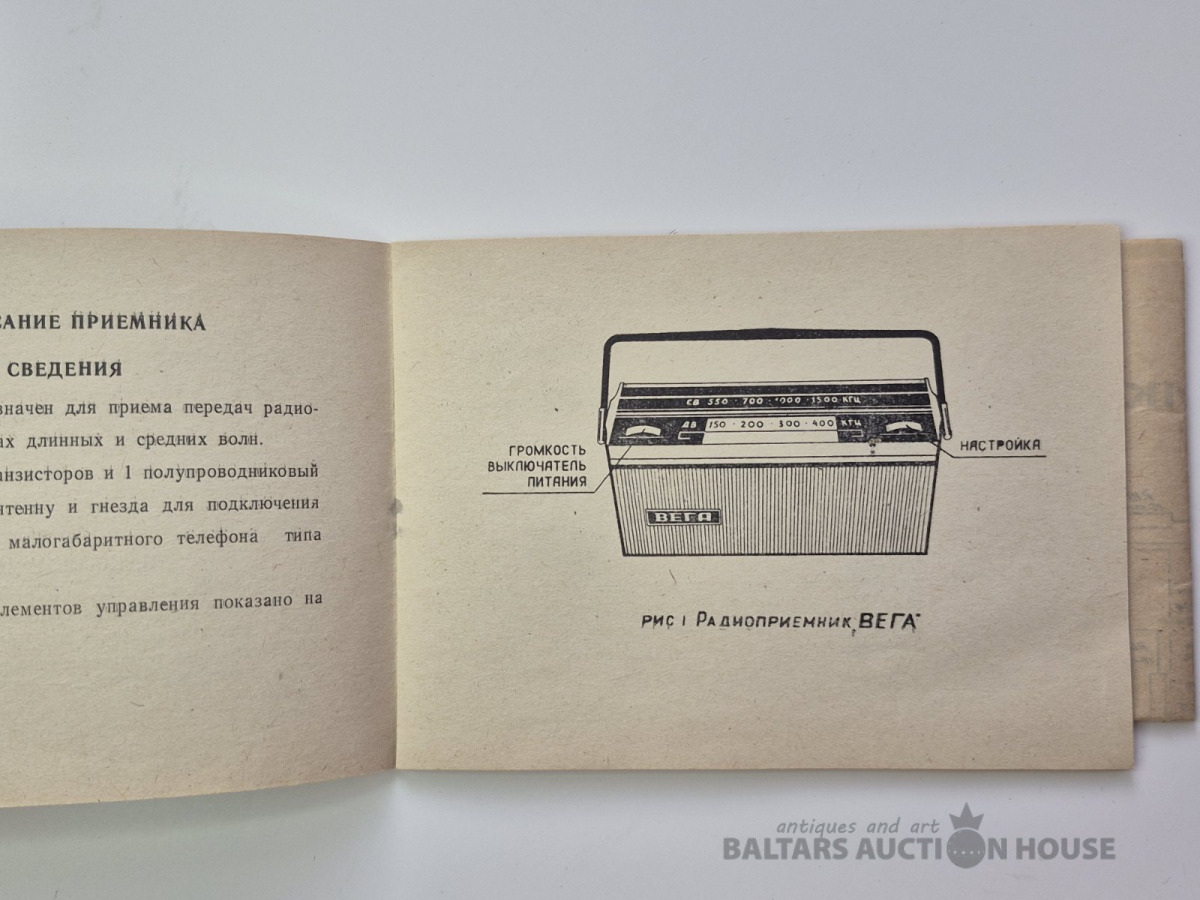 САНИЕ ПРИЕМНИКА
СВЕДЕНИЯ
значен для приема передач радио-
ах длинных и средних волн.
анзисторов и 1 полупроводниковый
нтенну и гнезда для подключения
малогабаритного телефона типа
лементов управления показано на
СВ 550 · 700 · 1000 · 1500 КГЦ
ДВ 150 · 200 · 300 · 400 КГЦ
ГРОМКОСТЬ
ВЫКЛЮЧАТЕЛЬ
ПИТАНИЯ
НАСТРОЙКА
ВЕГА
РИС 1 РАДИОПРИЕМНИК „ВЕГА"
antiques and art
BALTARS AUCTION HOUSE